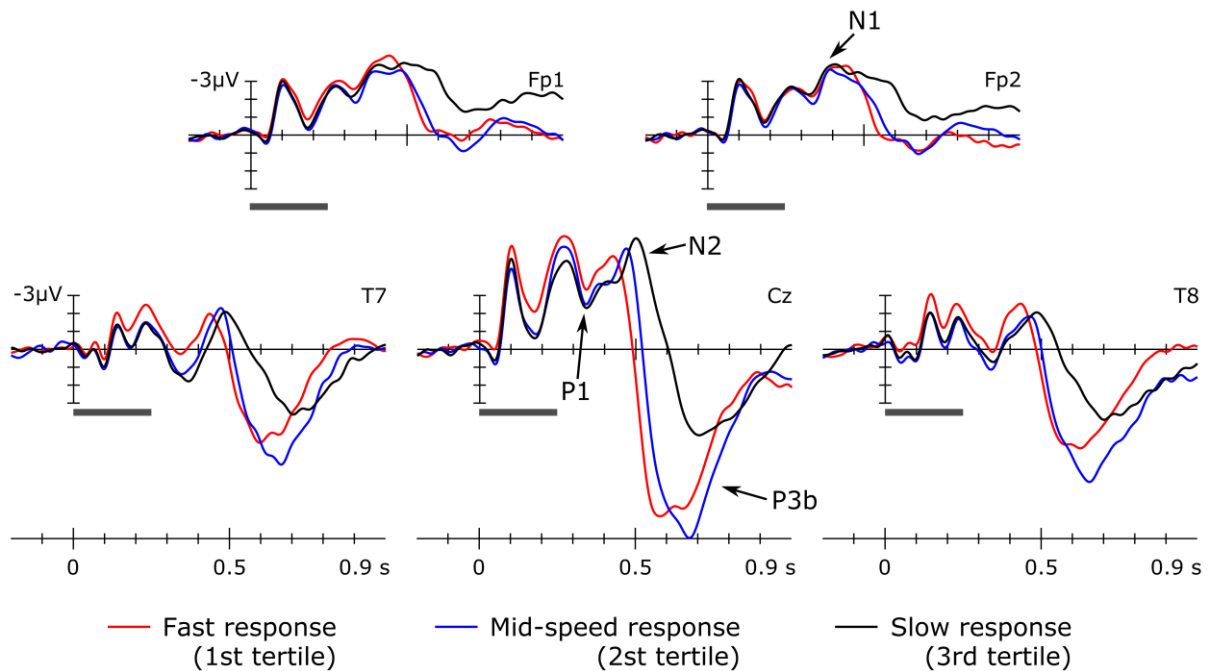 N1
-3µV
Fp1
Fp2
N2
-3µV
T7
Cz
T8
P1
P3b
0 0.5 0.9 s
0 0.5 0.9 s
0 0.5 0.9 s
Fast response
(1st tertile)
Mid-speed response
(2st tertile)
Slow response
(3rd tertile)